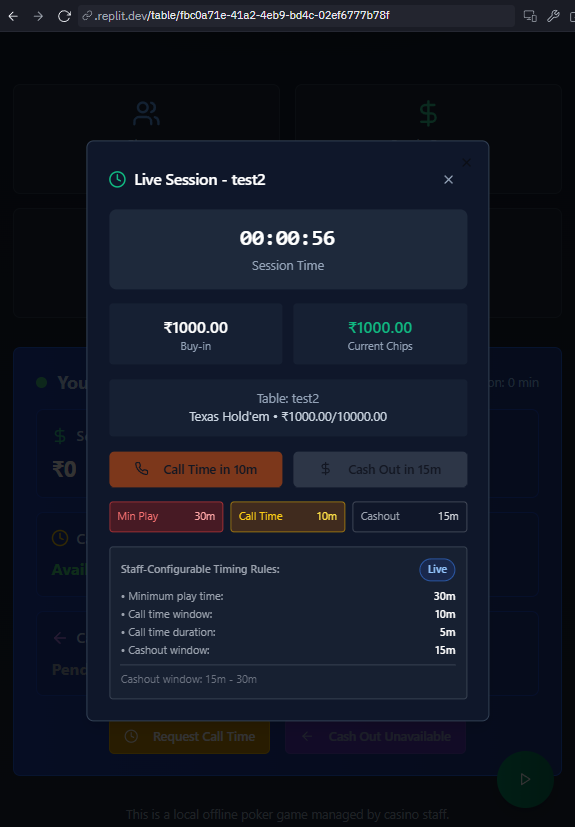 .replit.dev/table/fbc0a71e-41a2-4eb9-bd4c-02ef6777b78f
Live Session - test2
00:00:56
Session Time
₹1000.00
Buy-in
₹1000.00
Current Chips
Table: test2
Texas Hold'em • ₹1000.00/10000.00
Call Time in 10m
Cash Out in 15m
Min Play 30m
Call Time 10m
Cashout 15m
Staff-Configurable Timing Rules: Live
• Minimum play time: 30m
• Call time window: 10m
• Call time duration: 5m
• Cashout window: 15m
Cashout window: 15m - 30m
You
on: 0 min
₹0
Avail
Pend
Request Call Time
Cash Out Unavailable
This is a local offline poker game managed by casino staff.